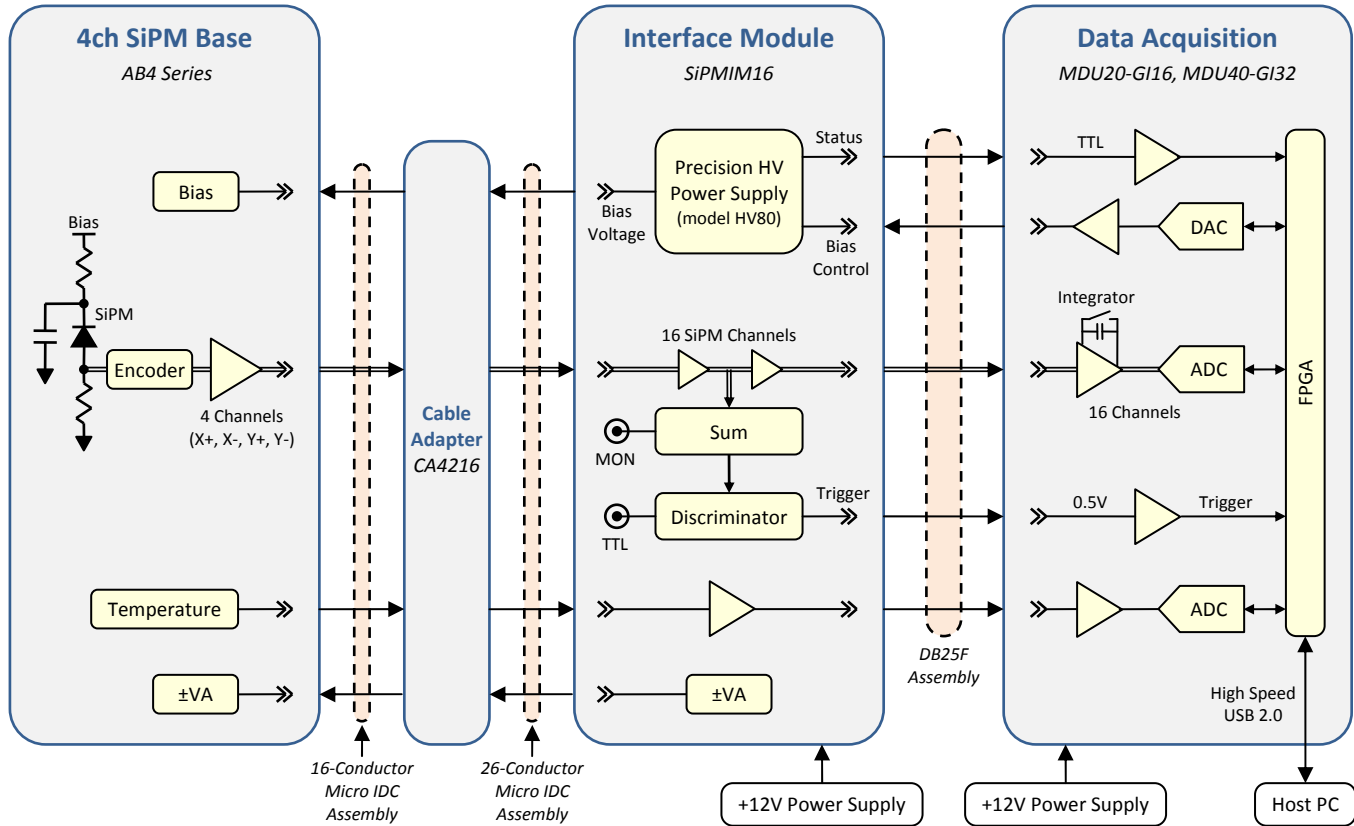 4ch SiPM Base
AB4 Series
Bias
Bias
SiPM
Encoder
4 Channels
(X+, X-, Y+, Y-)
Temperature
±VA
16-Conductor
Micro IDC
Assembly
Cable
Adapter
CA4216
26-Conductor
Micro IDC
Assembly
Interface Module
SiPMIM16
Precision HV
Power Supply
(model HV80)
Status
Bias
Voltage
Bias
Control
16 SiPM Channels
Sum
MON
Discriminator
Trigger
TTL
±VA
+12V Power Supply
DB25F
Assembly
Data Acquisition
MDU20-GI16, MDU40-GI32
TTL
DAC
Integrator
ADC
16 Channels
FPGA
0.5V
Trigger
ADC
High Speed
USB 2.0
+12V Power Supply
Host PC